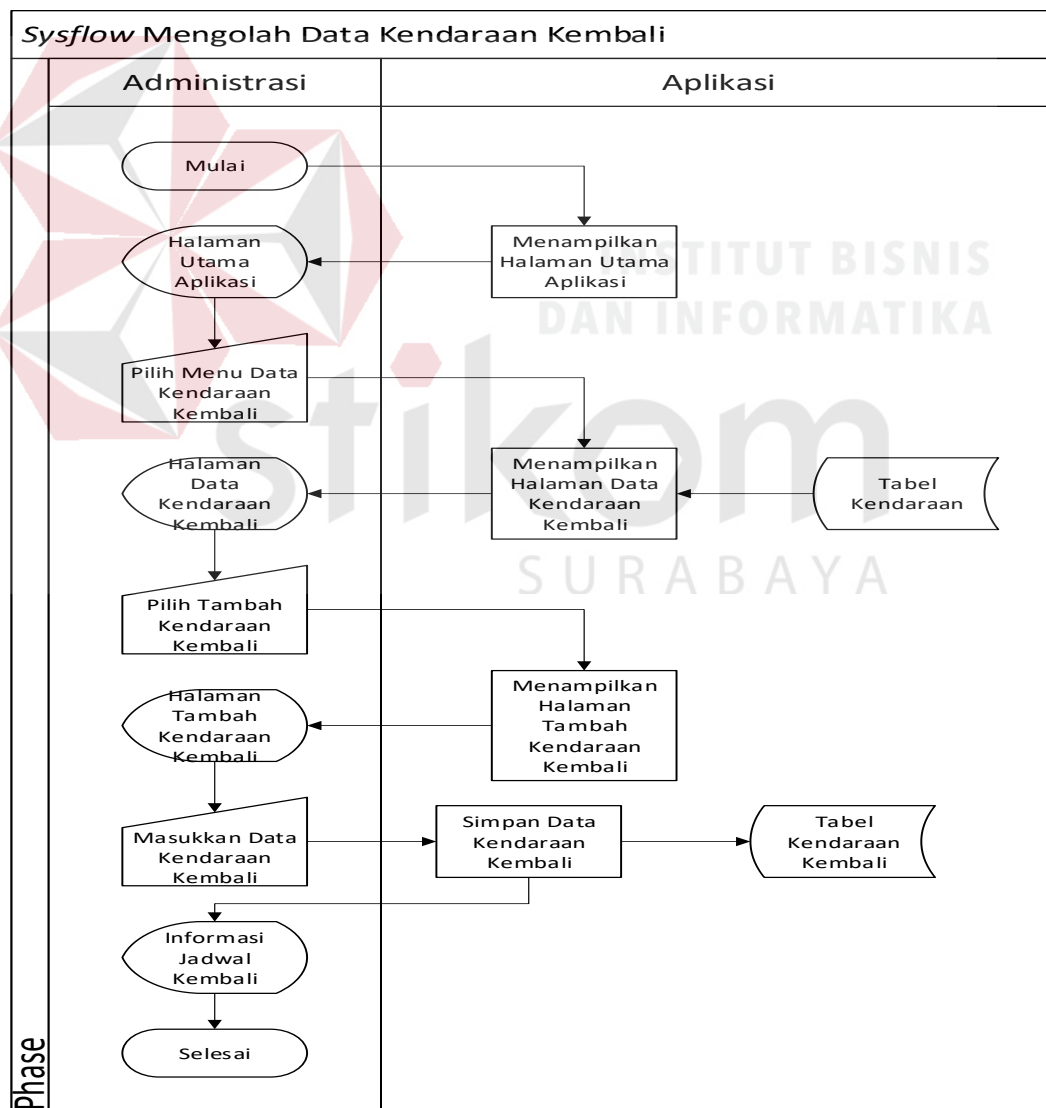 Sysflow Mengolah Data Kendaraan Kembali
Administrasi
Aplikasi
Mulai
Halaman
Utama
Aplikasi
Menampilkan
Halaman Utama
Aplikasi
INSTITUT BISNIS
DAN INFORMATIKA
Pilih Menu Data
Kendaraan
Kembali
stikom
SURABAYA
Halaman
Data
Kendaraan
Kembali
Menampilkan
Halaman Data
Kendaraan
Kembali
Tabel
Kendaraan
Pilih Tambah
Kendaraan
Kembali
Menampilkan
Halaman
Tambah
Kendaraan
Kembali
Halaman
Tambah
Kendaraan
Kembali
Masukkan Data
Kendaraan
Kembali
Simpan Data
Kendaraan
Kembali
Tabel
Kendaraan
Kembali
Informasi
Jadwal
Kembali
Selesai
Phase